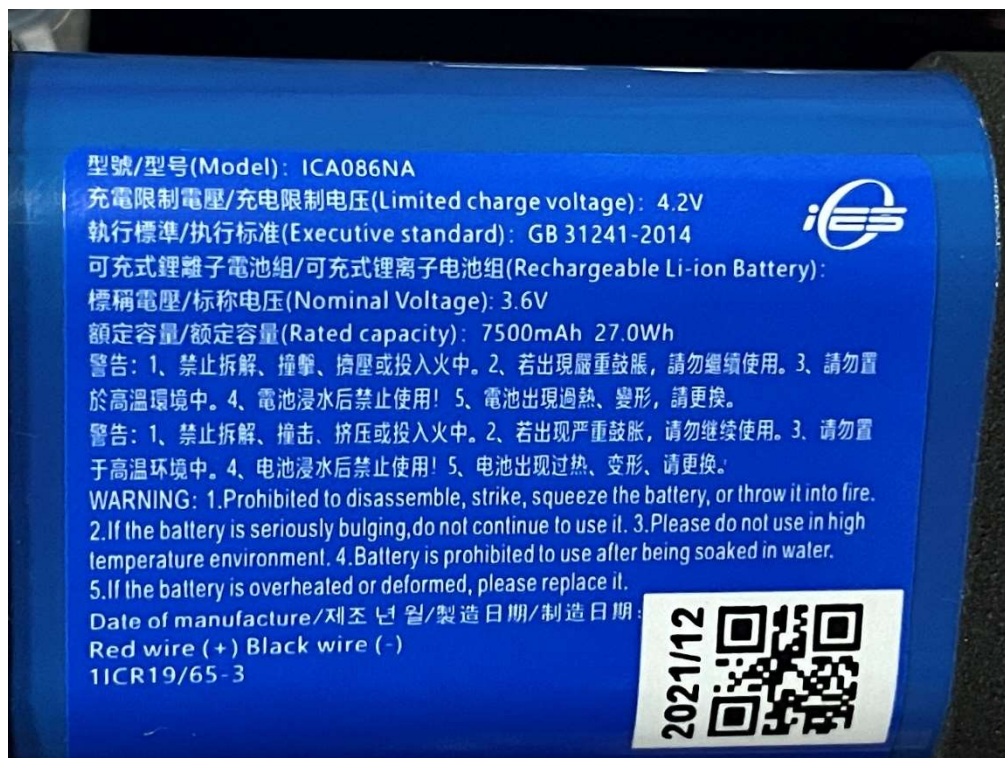 型號/型号(Model): ICA086NA
充電限制電壓/充电限制电压(Limited charge voltage): 4.2V
執行標準/执行标准(Executive standard): GB 31241-2014
可充式鋰離子電池組/可充式锂离子电池组(Rechargeable Li-ion Battery):
標稱電壓/标称电压(Nominal Voltage): 3.6V
額定容量/额定容量(Rated capacity): 7500mAh 27.0Wh
警告: 1、禁止拆解、撞擊、擠壓或投入火中。2、若出現嚴重鼓脹, 請勿繼續使用。3、請勿置
於高溫環境中。4、電池浸水后禁止使用! 5、電池出現過熱、變形, 請更換。
警告: 1、禁止拆解、撞击、挤压或投入火中。2、若出现严重鼓胀, 请勿继续使用。3、请勿置
于高温环境中。4、电池浸水后禁止使用! 5、电池出现过热、变形、请更换。
WARNING: 1.Prohibited to disassemble, strike, squeeze the battery, or throw it into fire.
2.If the battery is seriously bulging,do not continue to use it. 3.Please do not use in high
temperature environment. 4.Battery is prohibited to use after being soaked in water.
5.If the battery is overheated or deformed, please replace it.
Date of manufacture/제조 년 월/製造日期/制造日期:
Red wire (+) Black wire (-)
1ICR19/65-3
iCES
2021/12